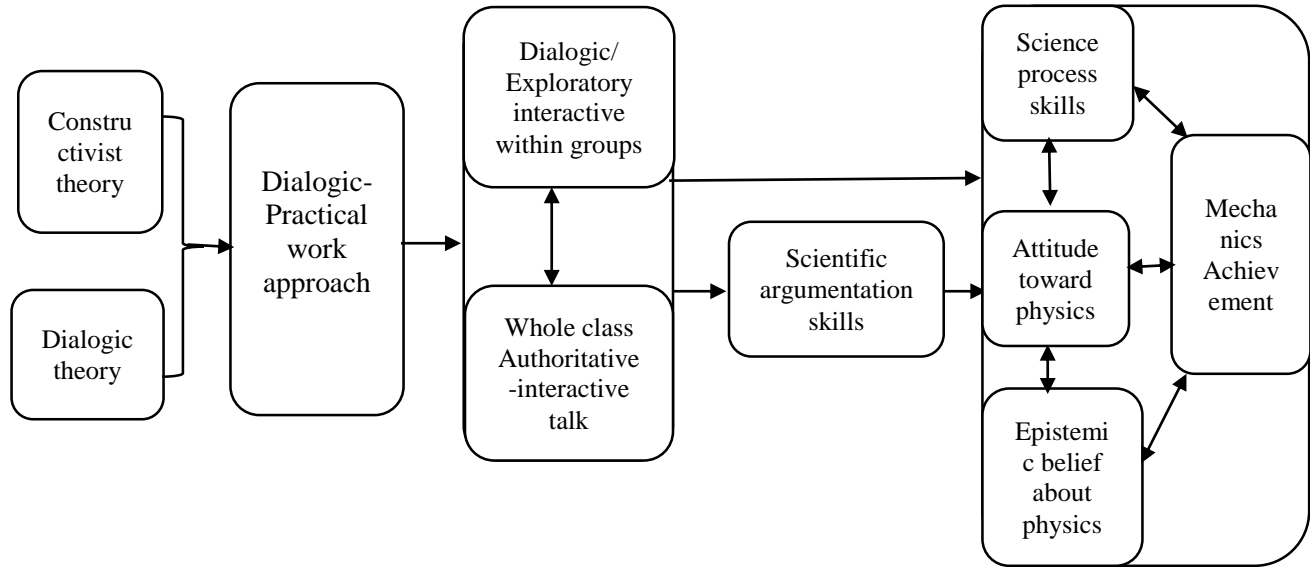 Constru
ctivist
theory
Dialogic
theory
Dialogic-
Practical
work
approach
Dialogic/
Exploratory
interactive
within groups
Whole class
Authoritative
-interactive
talk
Scientific
argumentation
skills
Science
process
skills
Attitude
toward
physics
Epistemi
c belief
about
physics
Mecha
nics
Achiev
ement